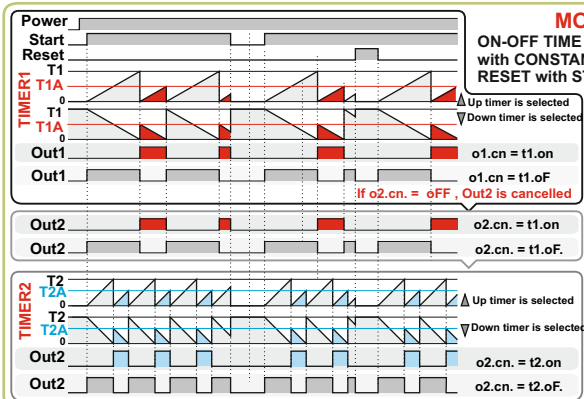 Power
Start
Reset
MO
ON-OFF TIME
with CONSTAN
RESET with ST
TIMER1
T1
T1A
0
Up timer is selected
T1
T1A
0
Down timer is selected
Out1
o1.cn = t1.on
Out1
o1.cn = t1.oF
If o2.cn. = oFF , Out2 is cancelled
Out2
o2.cn. = t1.on
Out2
o2.cn. = t1.oF.
TIMER2
T2
T2A
0
Up timer is selected
T2
T2A
0
Down timer is selected
Out2
o2.cn. = t2.on
Out2
o2.cn. = t2.oF.